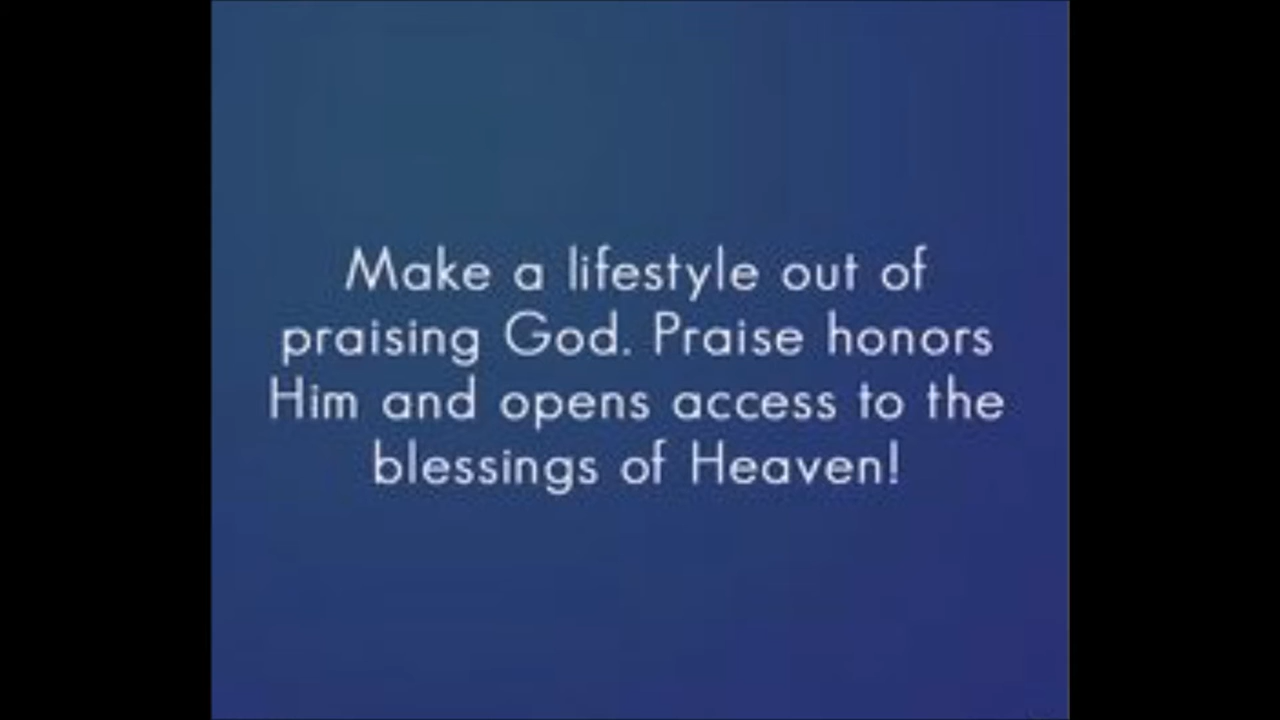 Make a lifestyle out of
praising God. Praise honors
Him and opens access to the
blessings of Heaven!